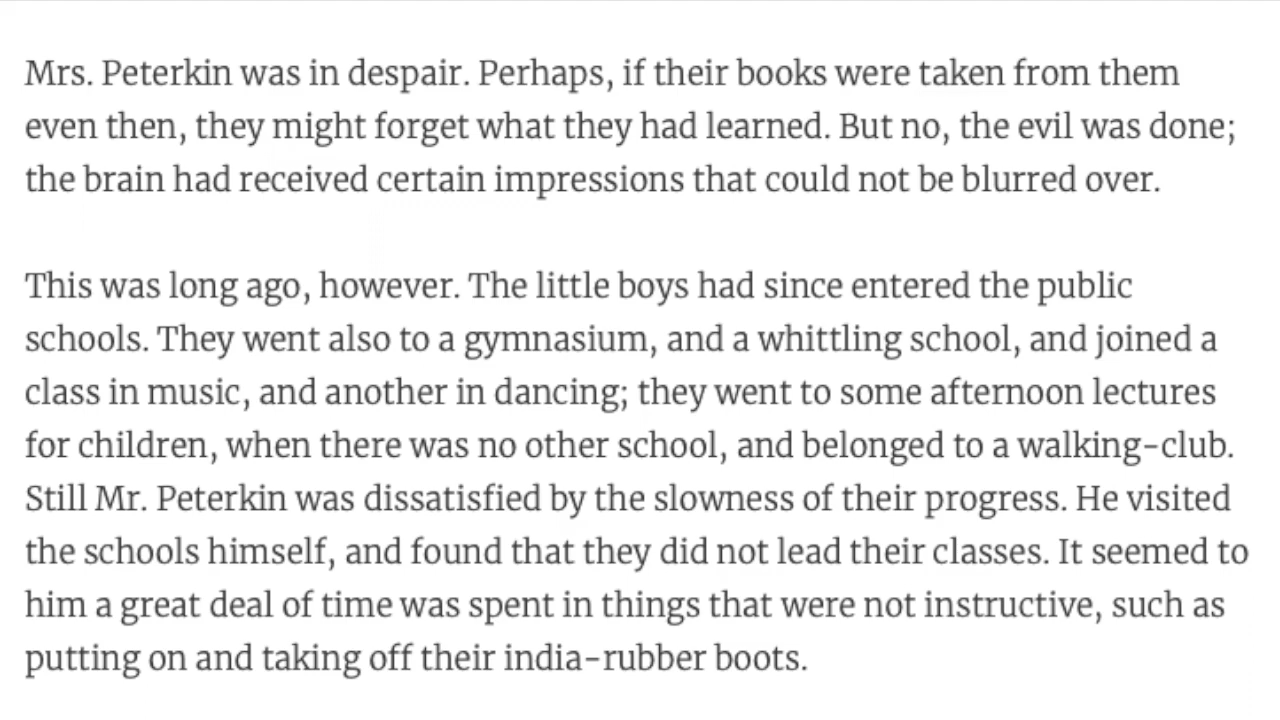 Mrs. Peterkin was in despair. Perhaps, if their books were taken from them
even then, they might forget what they had learned. But no, the evil was done;
the brain had received certain impressions that could not be blurred over.
This was long ago, however. The little boys had since entered the public
schools. They went also to a gymnasium, and a whittling school, and joined a
class in music, and another in dancing; they went to some afternoon lectures
for children, when there was no other school, and belonged to a walking-club.
Still Mr. Peterkin was dissatisfied by the slowness of their progress. He visited
the schools himself, and found that they did not lead their classes. It seemed to
him a great deal of time was spent in things that were not instructive, such as
putting on and taking off their india-rubber boots.